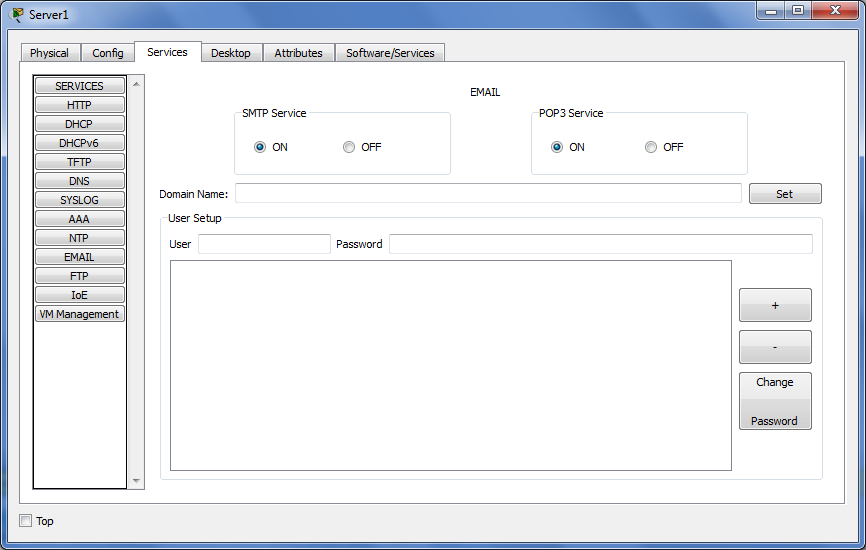 Server1
Physical Config Services Desktop Attributes Software/Services
SERVICES
HTTP
DHCP
DHCPv6
TFTP
DNS
SYSLOG
AAA
NTP
EMAIL
FTP
IoE
VM Management
EMAIL
SMTP Service
ON OFF
POP3 Service
ON OFF
Domain Name: Set
User Setup
User Password
+
-
Change
Password
Top